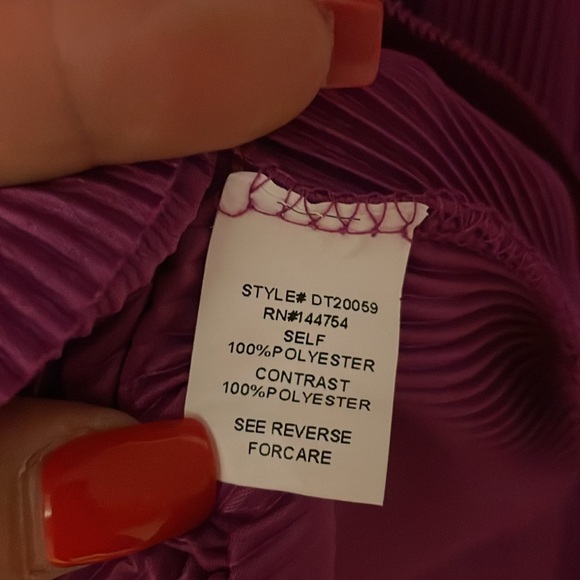 STYLE# DT20059
RN#144754
SELF
100%POLYESTER
CONTRAST
100%POLYESTER
SEE REVERSE
FORCARE